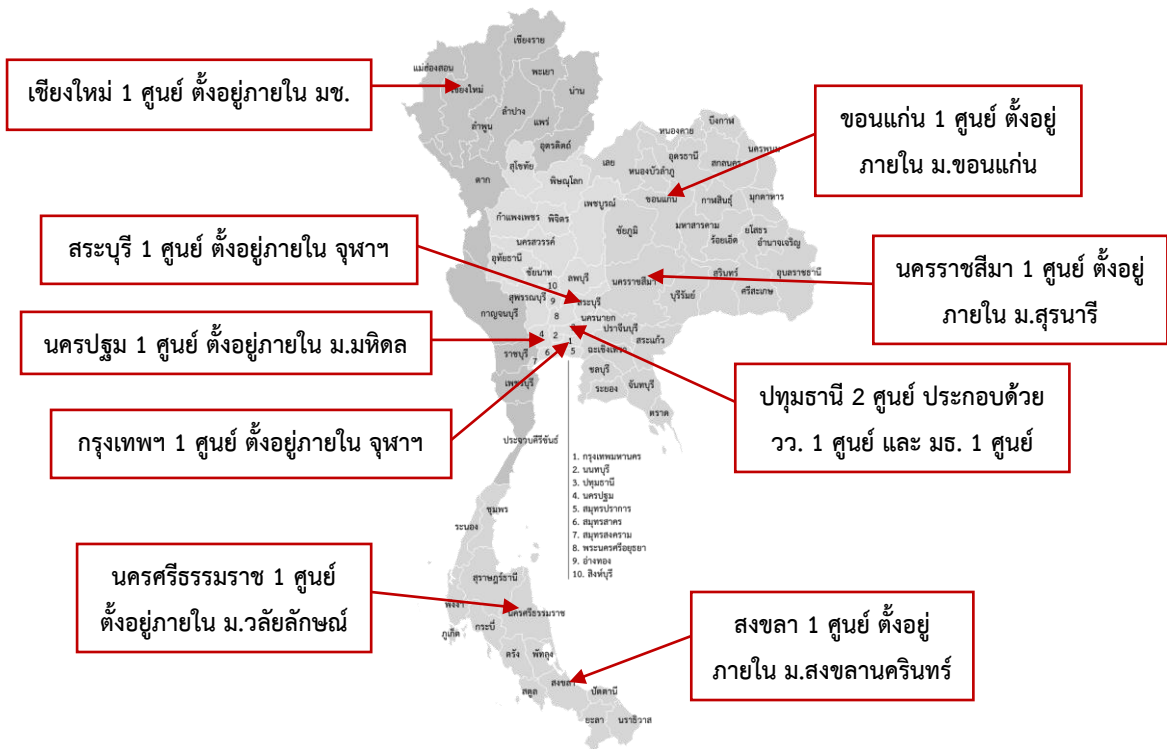 เชียงราย
แม่ฮ่องสอน
พะเยา
เชียงใหม่
น่าน
เชียงใหม่ 1 ศูนย์ ตั้งอยู่ภายใน มช.
ลำปาง
แพร่
ลำพูน
อุตรดิตถ์
ขอนแก่น 1 ศูนย์ ตั้งอยู่
ภายใน ม.ขอนแก่น
บึงกาฬ
หนองคาย
นครพนม
เลย
อุดรธานี
สกลนคร
หนองบัวลำภู
สุโขทัย
ตาก
พิษณุโลก
เพชรบูรณ์
ขอนแก่น
กาฬสินธุ์
มุกดาหาร
กำแพงเพชร
พิจิตร
ชัยภูมิ
มหาสารคาม
ร้อยเอ็ด
ยโสธร
อำนาจเจริญ
นครสวรรค์
สระบุรี 1 ศูนย์ ตั้งอยู่ภายใน จุฬาฯ
อุทัยธานี
ชัยนาท
ลพบุรี
นครราชสีมา
สุรินทร์
อุบลราชธานี
บุรีรัมย์
ศรีสะเกษ
นครราชสีมา 1 ศูนย์ ตั้งอยู่
ภายใน ม.สุรนารี
10
สุพรรณบุรี
9
สระบุรี
กาญจนบุรี
8
นครนายก
ปราจีนบุรี
สระแก้ว
นครปฐม 1 ศูนย์ ตั้งอยู่ภายใน ม.มหิดล
4
2
1
ราชบุรี
7
6
5
ฉะเชิงเทรา
เพชรบุรี
ชลบุรี
ระยอง
จันทบุรี
ตราด
ปทุมธานี 2 ศูนย์ ประกอบด้วย
วว. 1 ศูนย์ และ มธ. 1 ศูนย์
กรุงเทพฯ 1 ศูนย์ ตั้งอยู่ภายใน จุฬาฯ
ประจวบคีรีขันธ์
1. กรุงเทพมหานคร
2. นนทบุรี
3. ปทุมธานี
4. นครปฐม
5. สมุทรปราการ
6. สมุทรสาคร
7. สมุทรสงคราม
8. พระนครศรีอยุธยา
9. อ่างทอง
10. สิงห์บุรี
ชุมพร
ระนอง
นครศรีธรรมราช 1 ศูนย์
ตั้งอยู่ภายใน ม.วลัยลักษณ์
สุราษฎร์ธานี
พังงา
นครศรีธรรมราช
กระบี่
ภูเก็ต
ตรัง
พัทลุง
สงขลา 1 ศูนย์ ตั้งอยู่
ภายใน ม.สงขลานครินทร์
สตูล
สงขลา
ปัตตานี
ยะลา
นราธิวาส